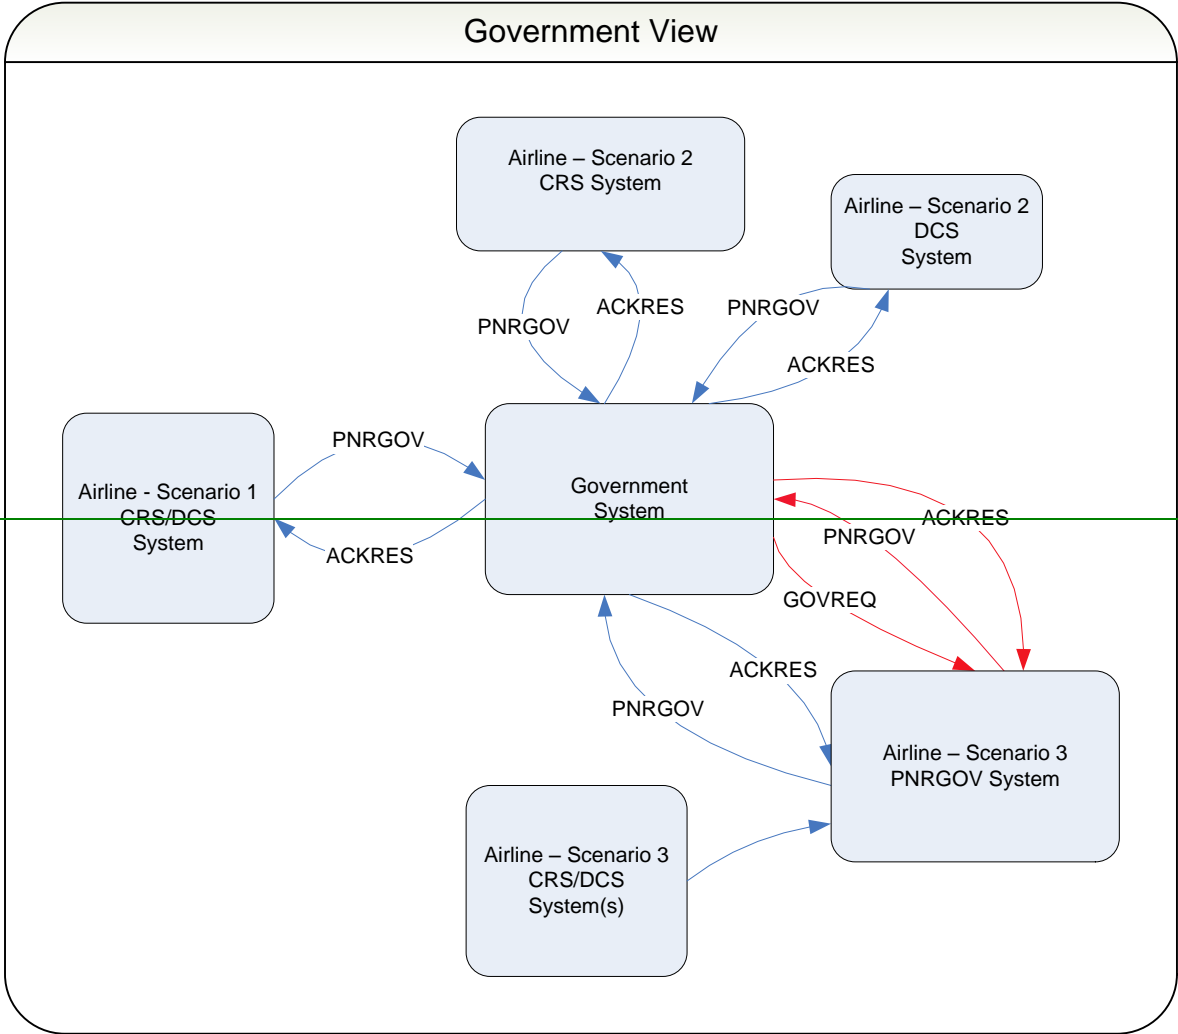 Government View
Airline – Scenario 2
CRS System
Airline – Scenario 2
DCS
System
PNRGOV
ACKRES
PNRGOV
ACKRES
Airline - Scenario 1
CRS/DCS
System
PNRGOV
ACKRES
Government
System
ACKRES
PNRGOV
GOVREQ
ACKRES
PNRGOV
Airline – Scenario 3
PNRGOV System
Airline – Scenario 3
CRS/DCS
System(s)